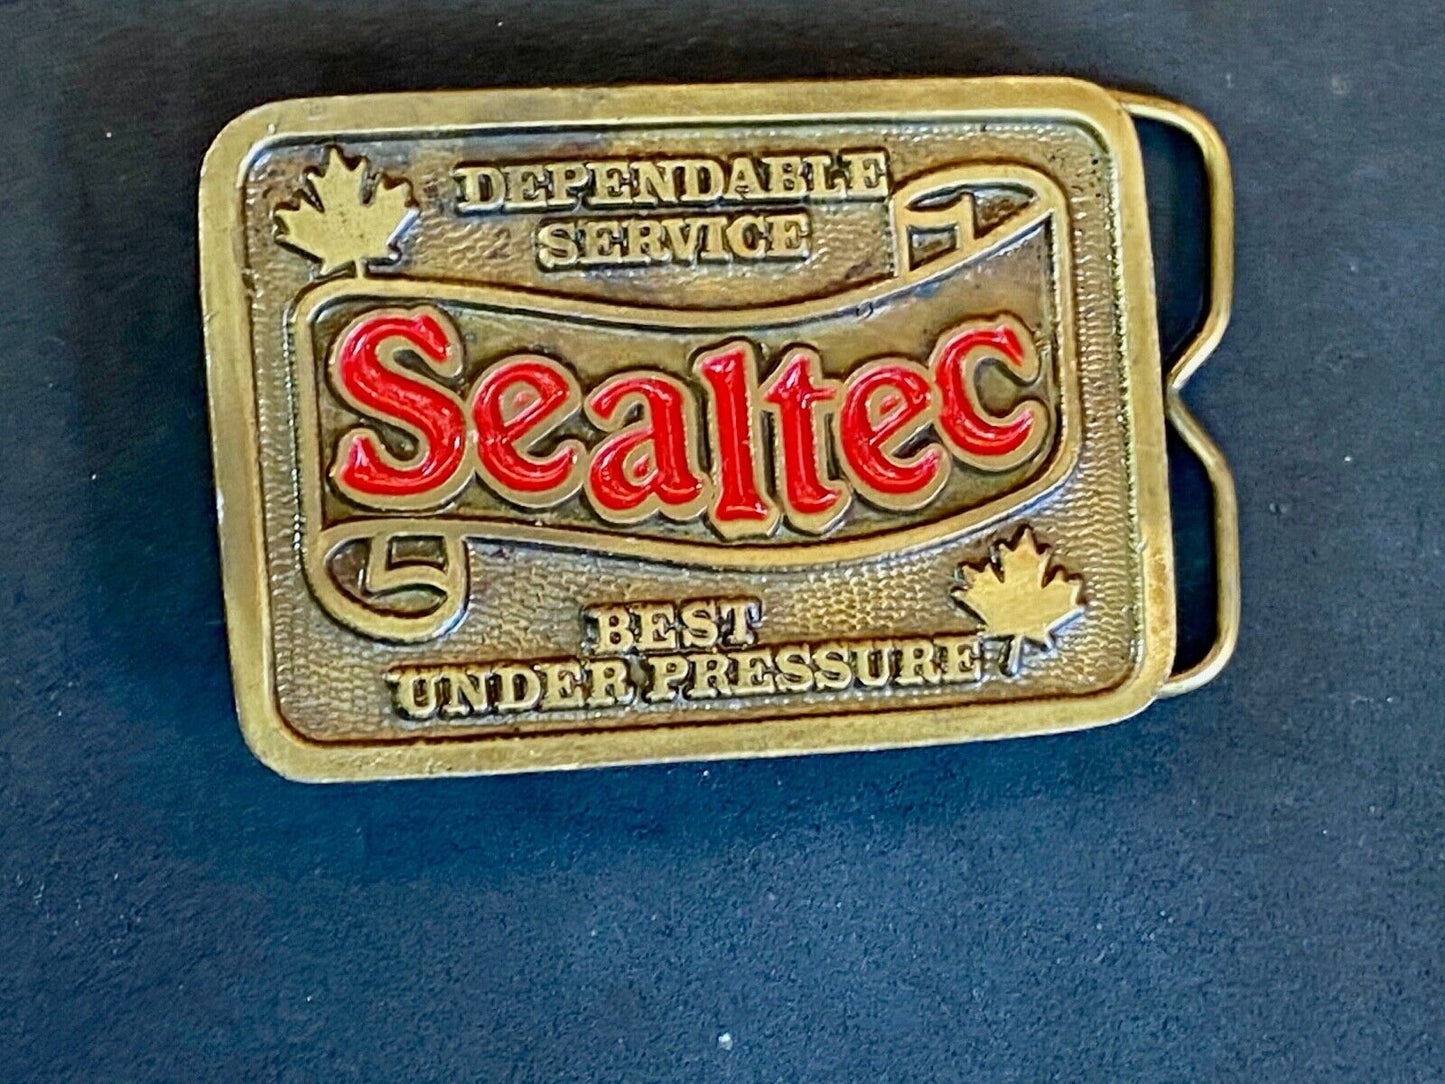 DEPENDABLE
SERVICE
Sealtec
BEST
UNDER PRESSURE